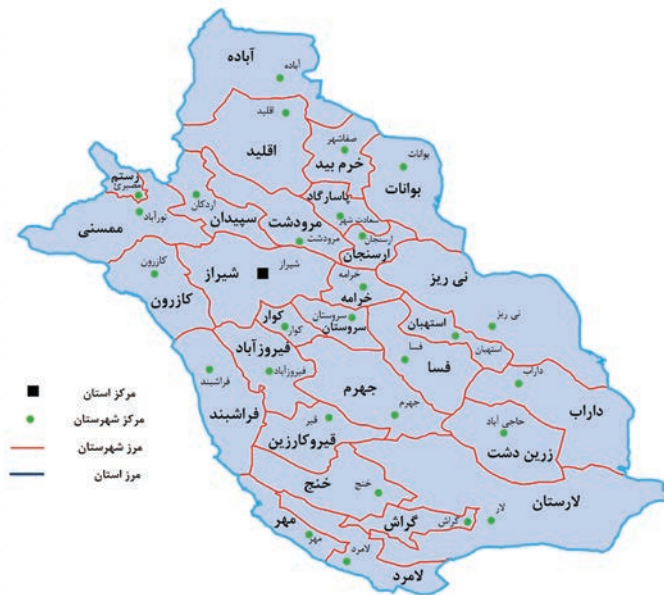 آباده
آباده
اقلید
اقلید
صفاشهر
خرم بید
بوانات
بوانات
رستم
مصیری
اردکان
پاسارگاد
نورآباد
ممسنی
سپیدان
مرودشت
سعادت شهر
مرودشت
ارسنجان
ارسنجان
نی ریز
کازرون
کازرون
شیراز
شیراز
خرامه
خرامه
کوار
کوار
سروستان
سروستان
استهبان
استهبان
نی ریز
فیروزآباد
فیروزآباد
فسا
فسا
فراشبند
فراشبند
جهرم
جهرم
داراب
داراب
حاجی آباد
زرین دشت
قیر
قیروکارزین
خنج
خنج
لارستان
لار
گراش
گراش
مهر
مهر
لامرد
لامرد
مرکز استان
مرکز شهرستان
مرز شهرستان
مرز استان